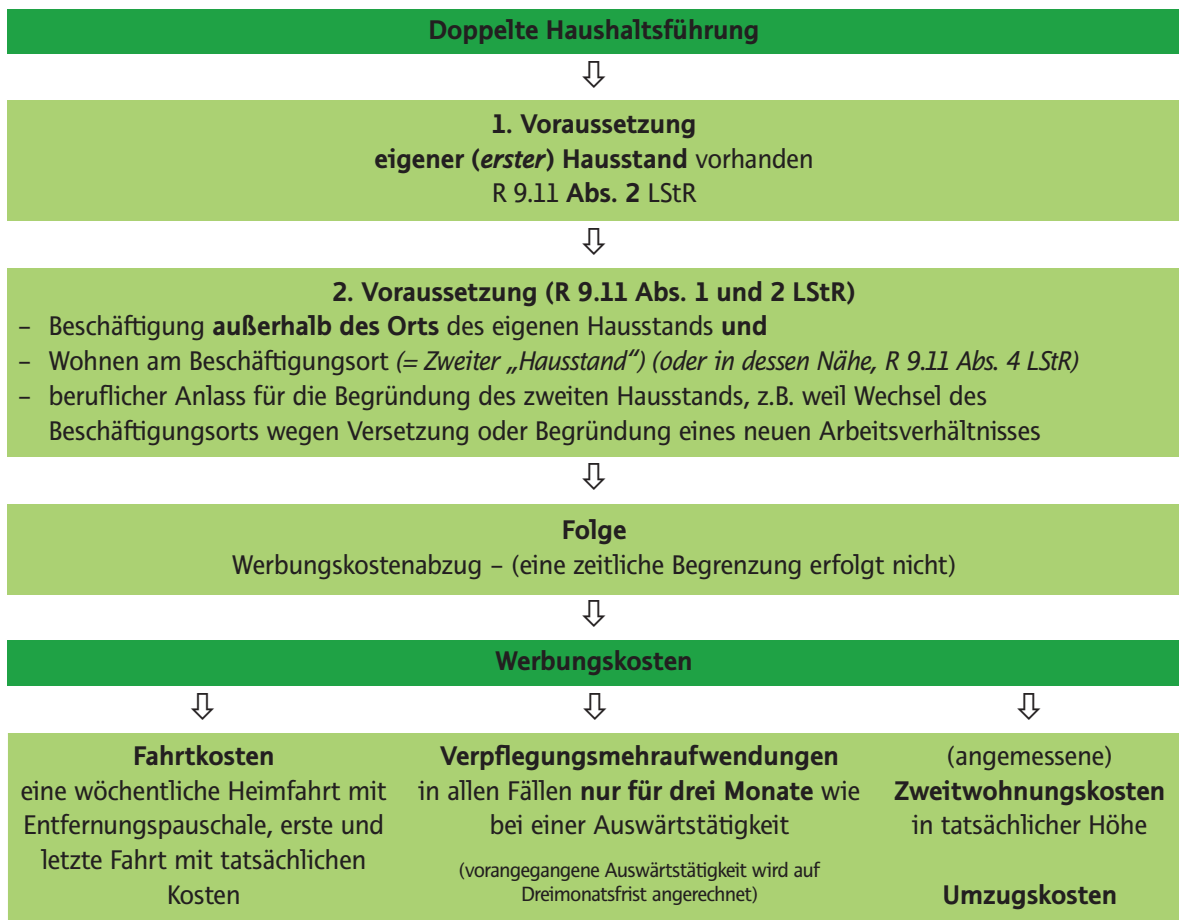 Doppelte Haushaltsführung
1. Voraussetzung
eigener (erster) Hausstand vorhanden
R 9.11 Abs. 2 LStR
2. Voraussetzung (R 9.11 Abs. 1 und 2 LStR)
– Beschäftigung außerhalb des Orts des eigenen Hausstands und
– Wohnen am Beschäftigungsort (= Zweiter „Hausstand“) (oder in dessen Nähe, R 9.11 Abs. 4 LStR)
– beruflicher Anlass für die Begründung des zweiten Hausstands, z.B. weil Wechsel des
Beschäftigungsorts wegen Versetzung oder Begründung eines neuen Arbeitsverhältnisses
Folge
Werbungskostenabzug – (eine zeitliche Begrenzung erfolgt nicht)
Werbungskosten
Fahrtkosten
eine wöchentliche Heimfahrt mit
Entfernungspauschale, erste und
letzte Fahrt mit tatsächlichen
Kosten
Verpflegungsmehraufwendungen
in allen Fällen nur für drei Monate wie
bei einer Auswärtstätigkeit
(vorangegangene Auswärtstätigkeit wird auf
Dreimonatsfrist angerechnet)
(angemessene)
Zweitwohnungskosten
in tatsächlicher Höhe
Umzugskosten